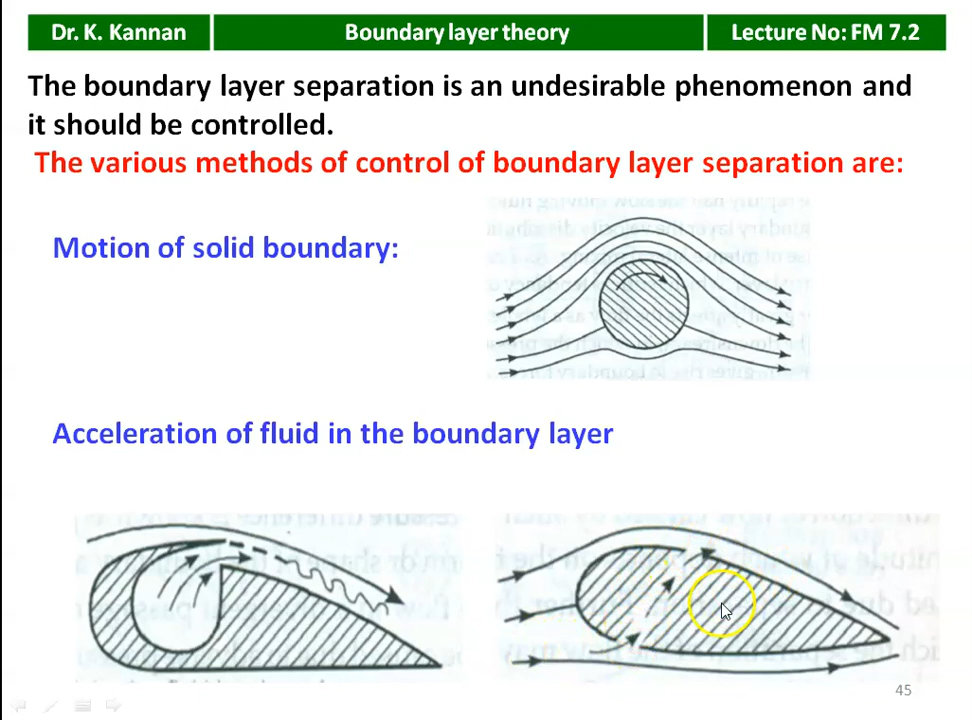 Dr. K. Kannan
Boundary layer theory
Lecture No: FM 7.2
The boundary layer separation is an undesirable phenomenon and
it should be controlled.
The various methods of control of boundary layer separation are:
Motion of solid boundary:
Acceleration of fluid in the boundary layer
45